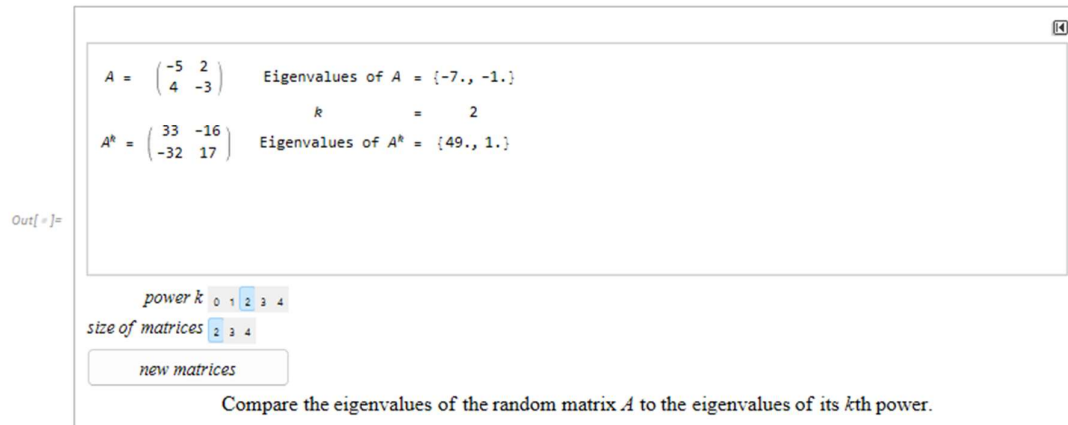 A = (-5 2
4 -3) Eigenvalues of A = {-7., -1.}
k = 2
Aᵏ = (33 -16
-32 17) Eigenvalues of Aᵏ = {49., 1.}
Out[ ]=
power k 0 1 2 3 4
size of matrices 2 3 4
new matrices
Compare the eigenvalues of the random matrix A to the eigenvalues of its kth power.